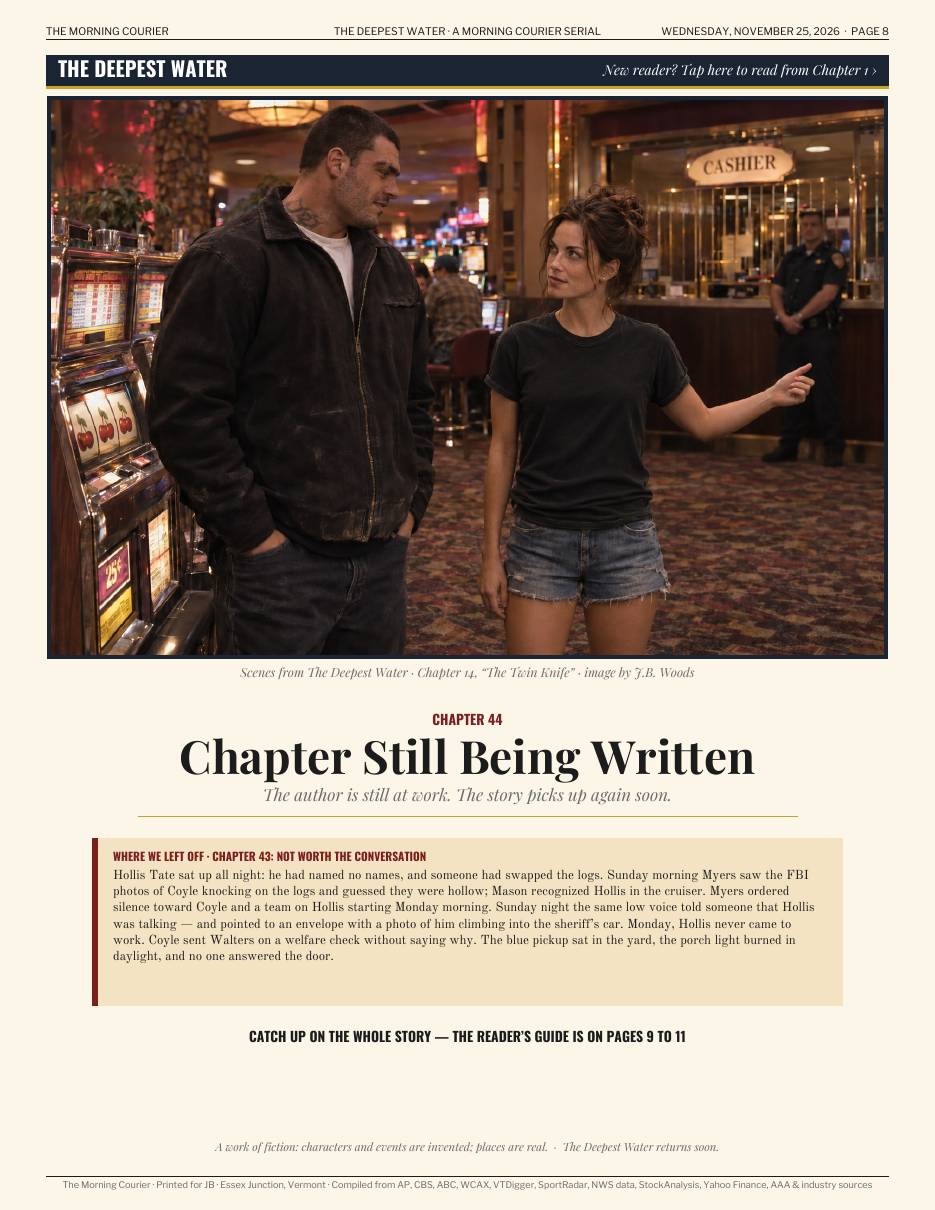 THE MORNING COURIER
THE DEEPEST WATER · A MORNING COURIER SERIAL
WEDNESDAY, NOVEMBER 25, 2026 · PAGE 8
THE DEEPEST WATER
New reader? Tap here to read from Chapter 1 ›
CASHIER
25¢
Scenes from The Deepest Water · Chapter 14, “The Twin Knife” · image by J.B. Woods
CHAPTER 44
Chapter Still Being Written
The author is still at work. The story picks up again soon.
WHERE WE LEFT OFF · CHAPTER 43: NOT WORTH THE CONVERSATION
Hollis Tate sat up all night: he had named no names, and someone had swapped the logs. Sunday morning Myers saw the FBI
photos of Coyle knocking on the logs and guessed they were hollow; Mason recognized Hollis in the cruiser. Myers ordered
silence toward Coyle and a team on Hollis starting Monday morning. Sunday night the same low voice told someone that Hollis
was talking — and pointed to an envelope with a photo of him climbing into the sheriff’s car. Monday, Hollis never came to
work. Coyle sent Walters on a welfare check without saying why. The blue pickup sat in the yard, the porch light burned in
daylight, and no one answered the door.
CATCH UP ON THE WHOLE STORY — THE READER’S GUIDE IS ON PAGES 9 TO 11
A work of fiction: characters and events are invented; places are real. · The Deepest Water returns soon.
The Morning Courier · Printed for JB · Essex Junction, Vermont · Compiled from AP, CBS, ABC, WCAX, VTDigger, SportRadar, NWS data, StockAnalysis, Yahoo Finance, AAA & industry sources